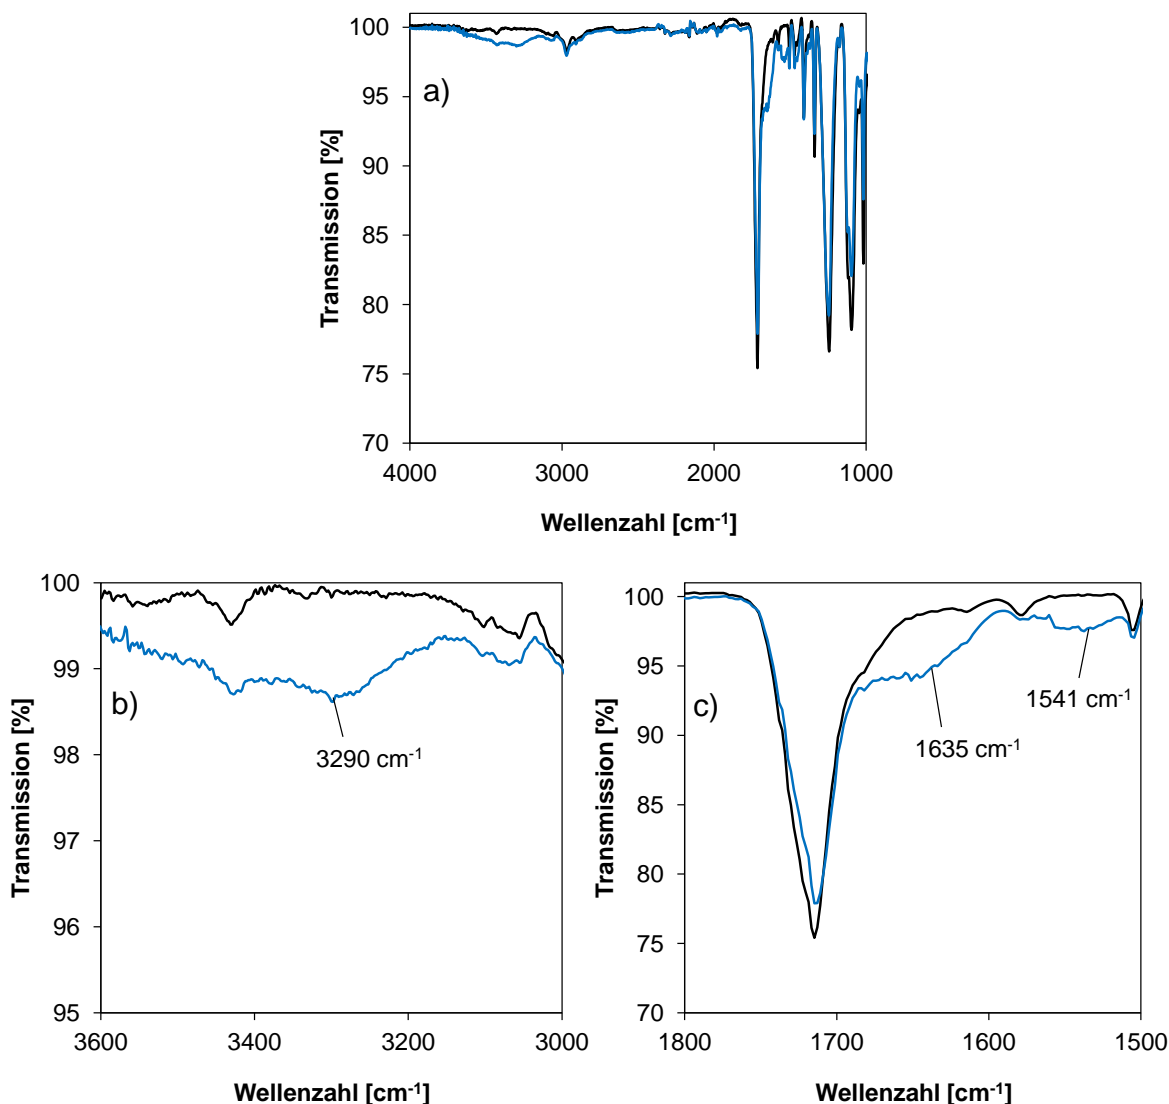 100
95
90
85
80
75
70
Transmission [%]
a)
4000
3000
2000
1000
Wellenzahl [cm⁻¹]
100
99
98
97
96
95
Transmission [%]
b)
3290 cm⁻¹
3600
3400
3200
3000
Wellenzahl [cm⁻¹]
100
95
90
85
80
75
70
Transmission [%]
c)
1541 cm⁻¹
1635 cm⁻¹
1800
1700
1600
1500
Wellenzahl [cm⁻¹]